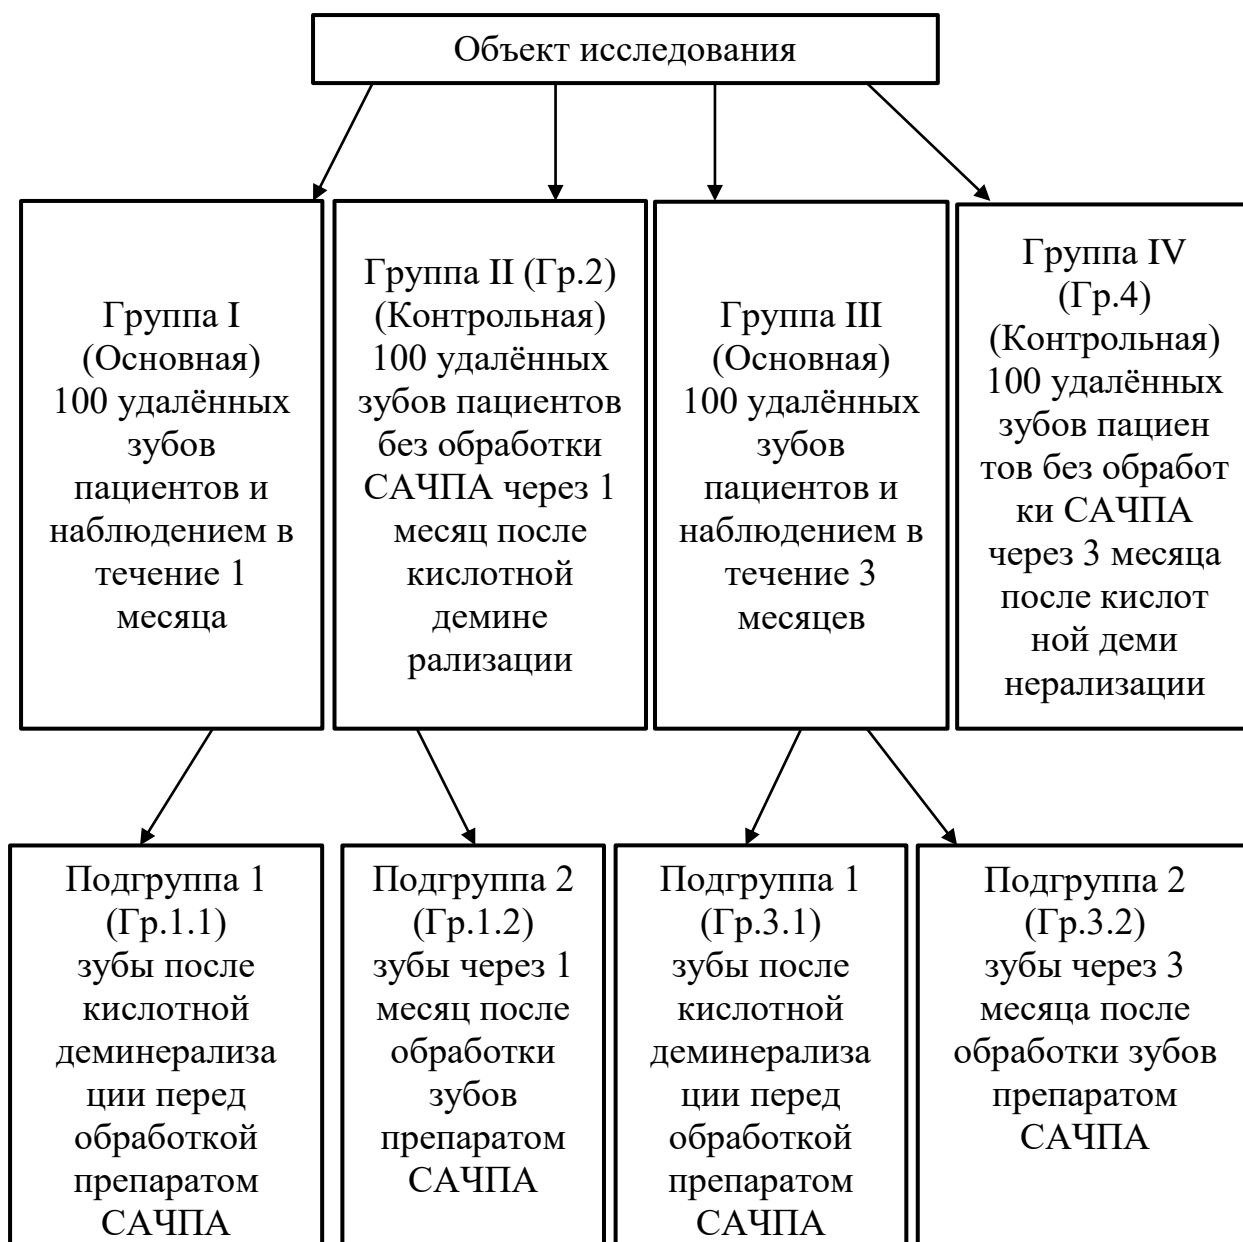 Объект исследования
Группа I
(Основная)
100 удалённых
зубов
пациентов и
наблюдением в
течение 1
месяца
Группа II (Гр.2)
(Контрольная)
100 удалённых
зубов пациентов
без обработки
САЧПА через 1
месяц после
кислотной
демине
рализации
Группа III
(Основная)
100 удалённых
зубов
пациентов и
наблюдением в
течение 3
месяцев
Группа IV
(Гр.4)
(Контрольная)
100 удалённых
зубов пациен
тов без обработ
ки САЧПА
через 3 месяца
после кислот
ной деми
нерализации
Подгруппа 1
(Гр.1.1)
зубы после
кислотной
деминерализа
ции перед
обработкой
препаратом
САЧПА
Подгруппа 2
(Гр.1.2)
зубы через 1
месяц после
обработки
зубов
препаратом
САЧПА
Подгруппа 1
(Гр.3.1)
зубы после
кислотной
деминерализа
ции перед
обработкой
препаратом
САЧПА
Подгруппа 2
(Гр.3.2)
зубы через 3
месяца после
обработки зубов
препаратом
САЧПА